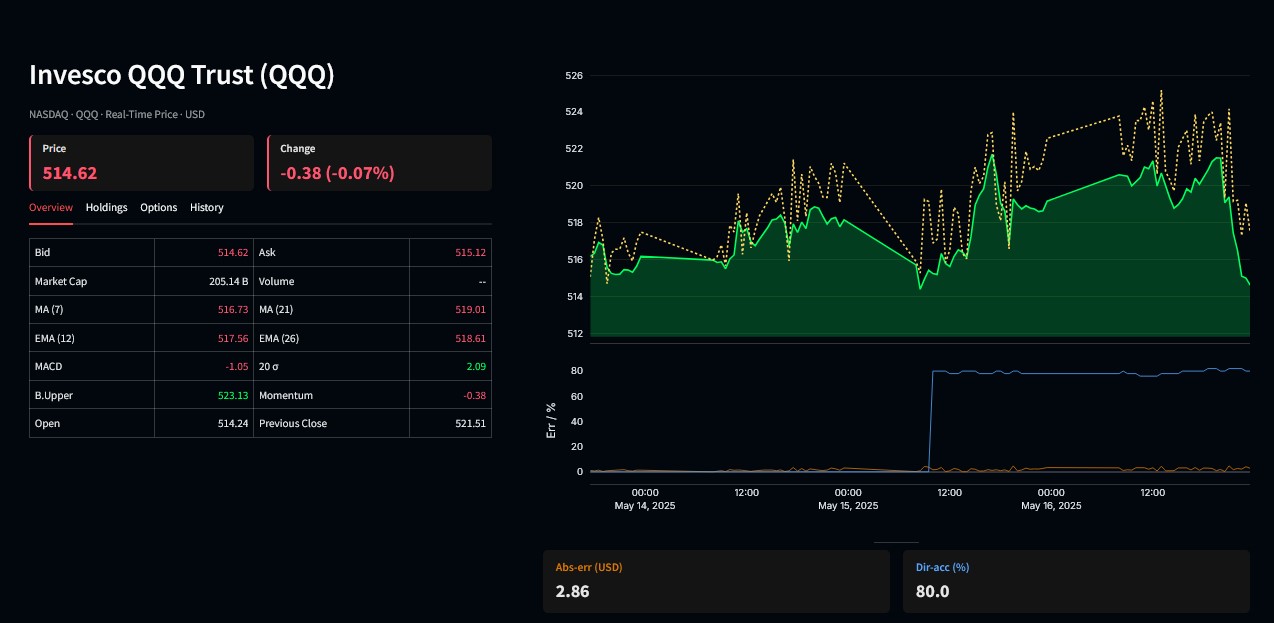 Invesco QQQ Trust (QQQ)
NASDAQ · QQQ · Real-Time Price · USD
Price
514.62
Change
-0.38 (-0.07%)
Overview Holdings Options History
Bid 514.62 Ask 515.12
Market Cap 205.14 B Volume --
MA (7) 516.73 MA (21) 519.01
EMA (12) 517.56 EMA (26) 518.61
MACD -1.05 20 σ 2.09
B.Upper 523.13 Momentum -0.38
Open 514.24 Previous Close 521.51
526
524
522
520
518
516
514
512
80
60
40
20
0
Err / %
00:00 12:00 00:00 12:00 00:00 12:00
May 14, 2025 May 15, 2025 May 16, 2025
Abs-err (USD)
2.86
Dir-acc (%)
80.0